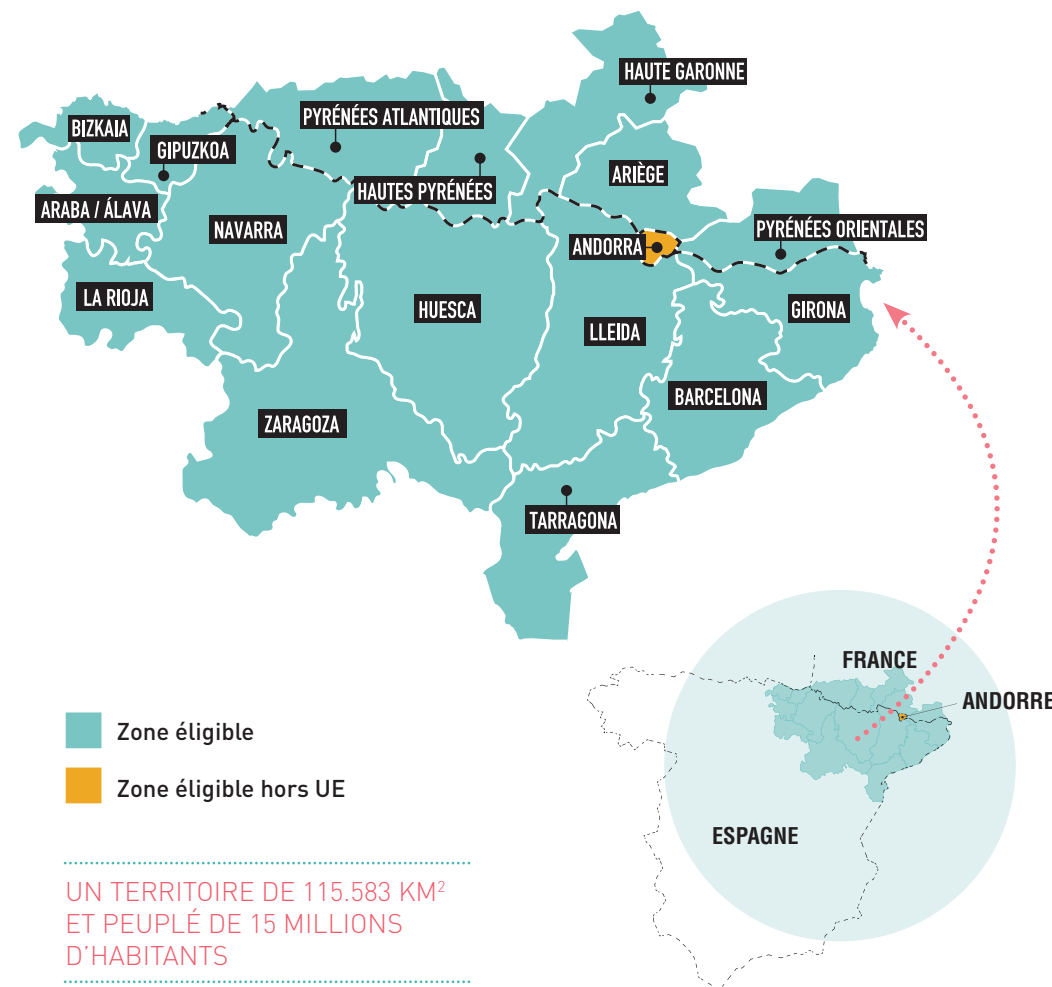 HAUTE GARONNE
PYRÉNÉES ATLANTIQUES
BIZKAIA
GIPUZKOA
ARIÈGE
HAUTES PYRÉNÉES
ARABA / ÁLAVA
NAVARRA
PYRÉNÉES ORIENTALES
ANDORRA
LA RIOJA
HUESCA
GIRONA
LLEIDA
BARCELONA
ZARAGOZA
TARRAGONA
FRANCE
ANDORRE
ESPAGNE
Zone éligible
Zone éligible hors UE
UN TERRITOIRE DE 115.583 KM²
ET PEUPLÉ DE 15 MILLIONS
D'HABITANTS